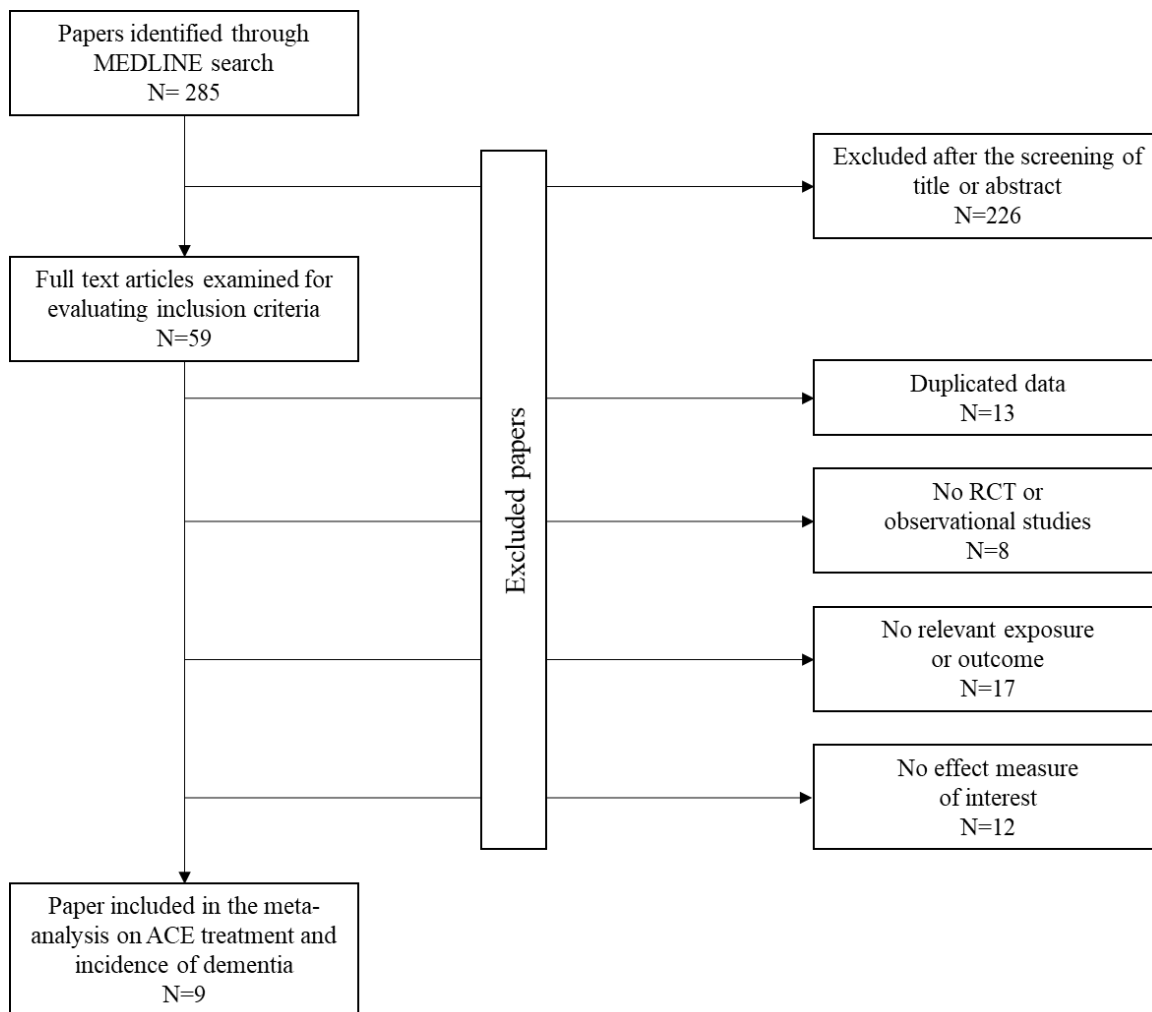 Papers identified through
MEDLINE search
N= 285
Excluded after the screening of
title or abstract
N=226
Full text articles examined for
evaluating inclusion criteria
N=59
Excluded papers
Duplicated data
N=13
No RCT or
observational studies
N=8
No relevant exposure
or outcome
N=17
No effect measure
of interest
N=12
Paper included in the meta-
analysis on ACE treatment and
incidence of dementia
N=9